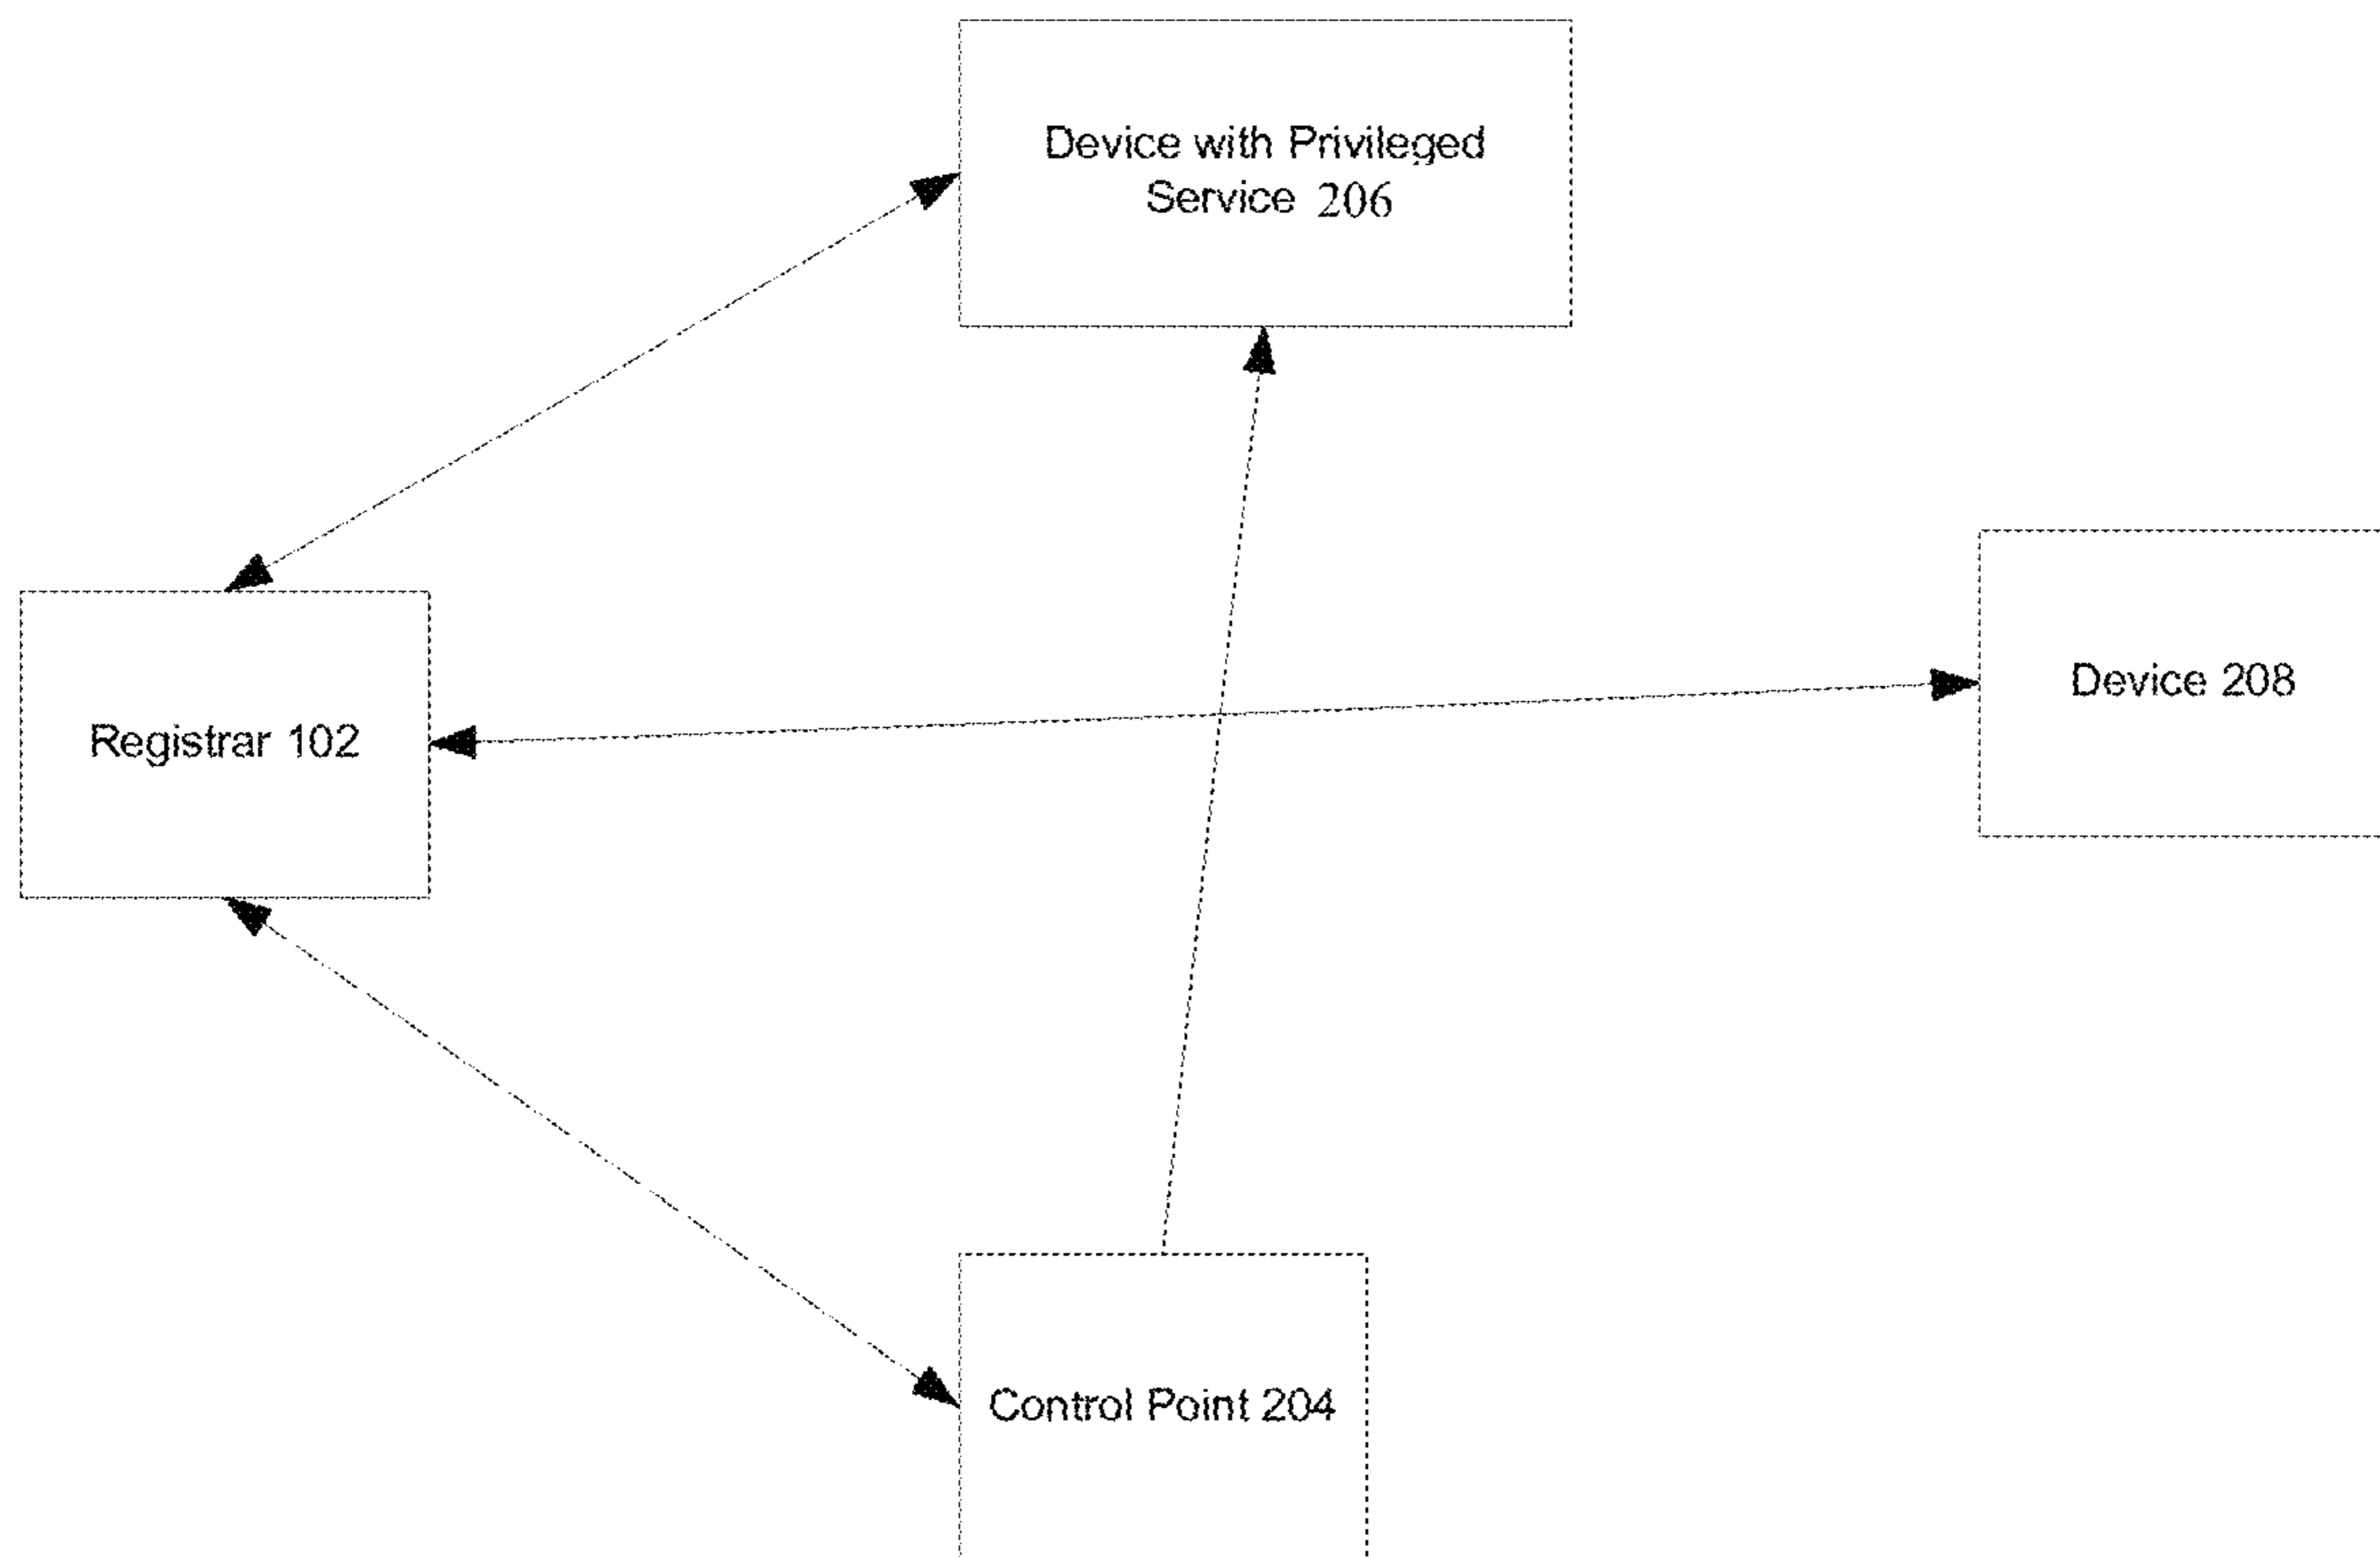 Device with Privileged
Service 206
Device 208
Registrar 102
Control Point 204